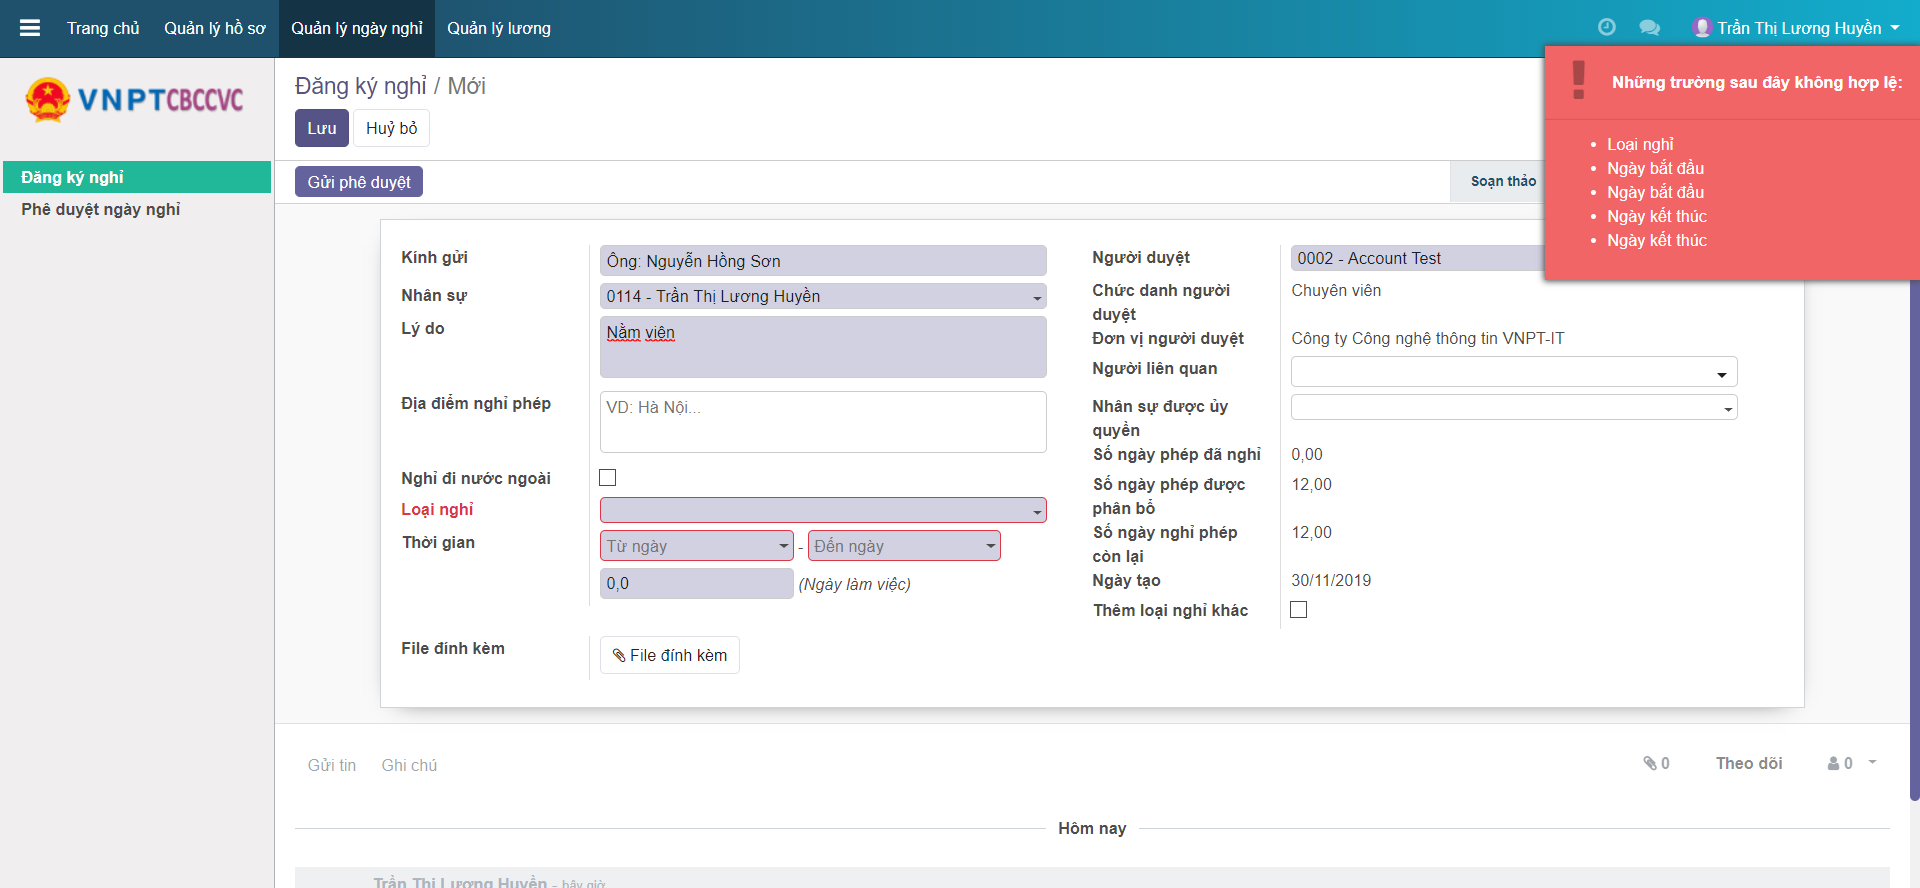 Trang chủ Quản lý hồ sơ Quản lý ngày nghỉ Quản lý lương Trần Thị Lương Huyền
VNPTCBCCVC
Đăng ký nghỉ
Phê duyệt ngày nghỉ
Đăng ký nghỉ / Mới
Lưu Huỷ bỏ
Gửi phê duyệt
Soạn thảo
Những trường sau đây không hợp lệ:
Loại nghỉ
Ngày bắt đầu
Ngày bắt đầu
Ngày kết thúc
Ngày kết thúc
Kính gửi Ông: Nguyễn Hồng Sơn
Nhân sự 0114 - Trần Thị Lương Huyền
Lý do Nằm viên
Địa điểm nghỉ phép VD: Hà Nội...
Nghỉ đi nước ngoài
Loại nghỉ
Thời gian Từ ngày - Đến ngày
0,0 (Ngày làm việc)
File đính kèm File đính kèm
Người duyệt 0002 - Account Test
Chức danh người Chuyên viên
duyệt
Đơn vị người duyệt Công ty Công nghệ thông tin VNPT-IT
Người liên quan
Nhân sự được ủy
quyền
Số ngày phép đã nghỉ 0,00
Số ngày phép được 12,00
phân bổ
Số ngày nghỉ phép 12,00
còn lại
Ngày tạo 30/11/2019
Thêm loại nghỉ khác
Gửi tin Ghi chú 0 Theo dõi 0
Hôm nay
Trần Thị Lương Huyền - bây giờ